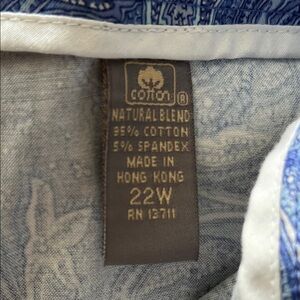 cotton ®
NATURAL BLEND
95% COTTON
5% SPANDEX
MADE IN
HONG KONG
22W
RN 13711